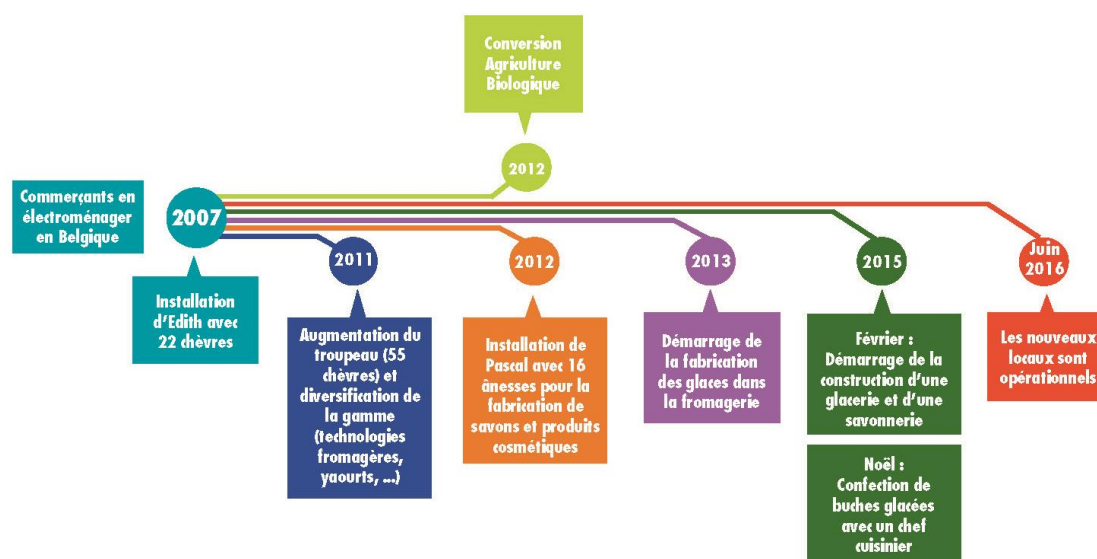 Conversion
Agriculture
Biologique
2012
Commerçants en
électroménager
en Belgique
2007
Installation
d'Edith avec
22 chèvres
2011
Augmentation du
troupeau (55
chèvres) et
diversification de
la gamme
(technologies
fromagères,
yaourts, ...)
2012
Installation de
Pascal avec 16
ânesses pour la
fabrication de
savons et produits
cosmétiques
2013
Démarrage de
la fabrication
des glaces dans
la fromagerie
2015
Février :
Démarrage de la
construction d'une
glacerie et d'une
savonnerie
Noël :
Confection de
buches glacées
avec un chef
cuisinier
Juin
2016
Les nouveaux
locaux sont
opérationnels